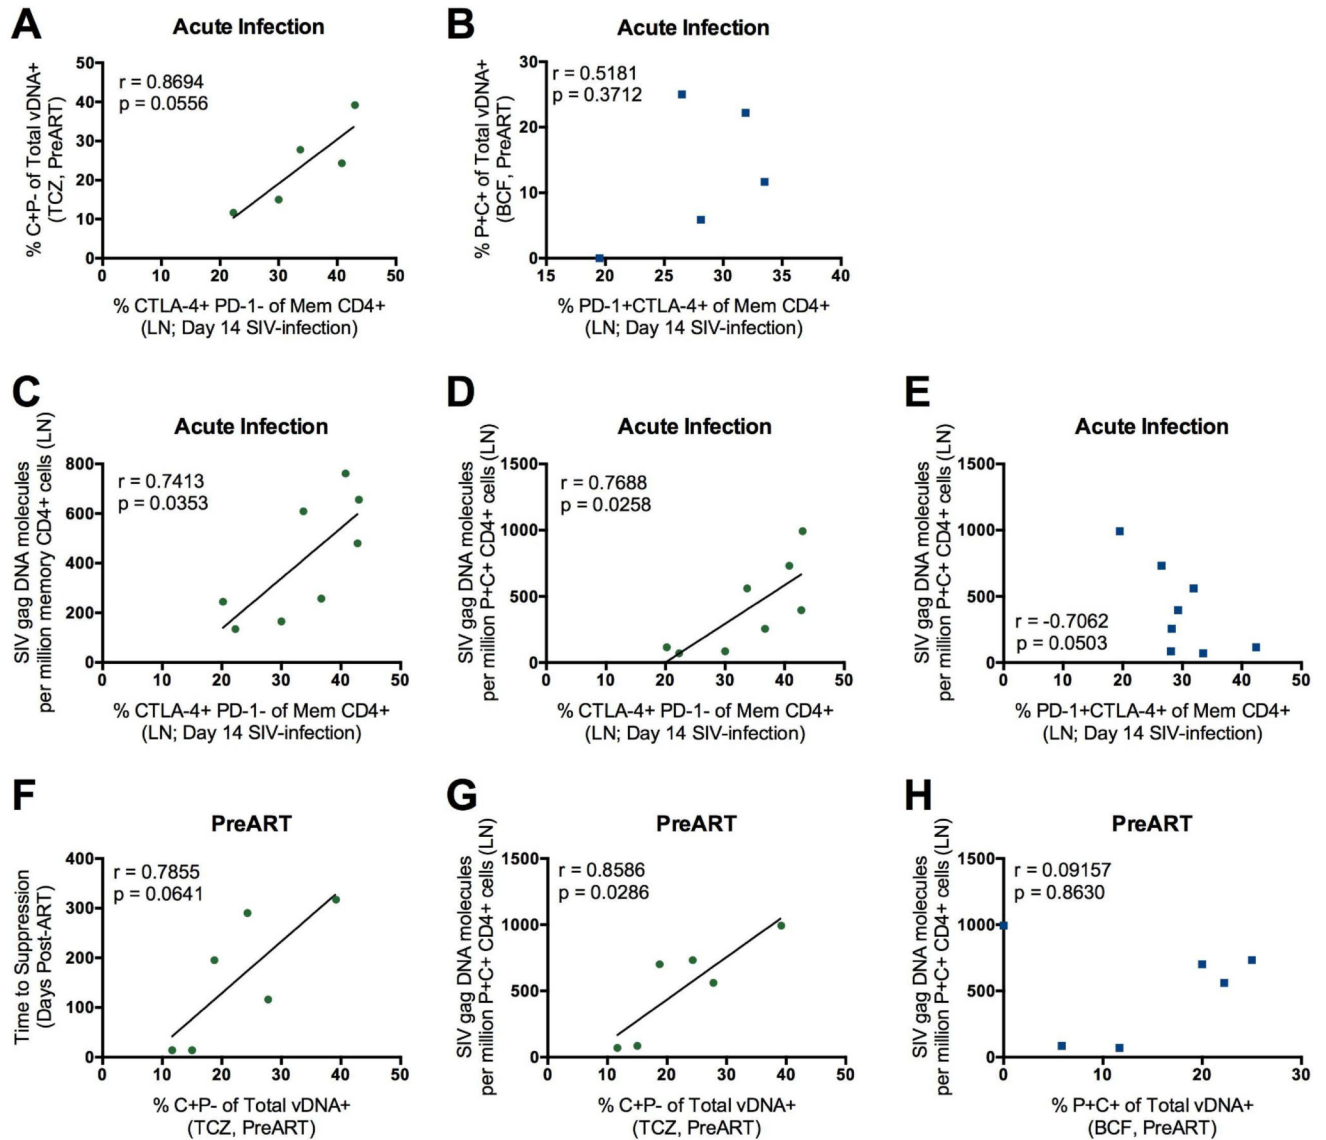 A
Acute Infection
% C+P- of Total vDNA+
(TCZ, PreART)
r = 0.8694
p = 0.0556
50
40
30
20
10
0
0 10 20 30 40 50
% CTLA-4+ PD-1- of Mem CD4+
(LN; Day 14 SIV-infection)
B
Acute Infection
% P+C+ of Total vDNA+
(BCF, PreART)
r = 0.5181
p = 0.3712
30
20
10
0
15 20 25 30 35 40
% PD-1+CTLA-4+ of Mem CD4+
(LN; Day 14 SIV-infection)
C
Acute Infection
SIV gag DNA molecules
per million memory CD4+ cells (LN)
r = 0.7413
p = 0.0353
800
600
400
200
0
0 10 20 30 40 50
% CTLA-4+ PD-1- of Mem CD4+
(LN; Day 14 SIV-infection)
D
Acute Infection
SIV gag DNA molecules
per million P+C+ CD4+ cells (LN)
r = 0.7688
p = 0.0258
1500
1000
500
0
0 10 20 30 40 50
% CTLA-4+ PD-1- of Mem CD4+
(LN; Day 14 SIV-infection)
E
Acute Infection
SIV gag DNA molecules
per million P+C+ CD4+ cells (LN)
r = -0.7062
p = 0.0503
1500
1000
500
0
0 10 20 30 40 50
% PD-1+CTLA-4+ of Mem CD4+
(LN; Day 14 SIV-infection)
F
PreART
Time to Suppression
(Days Post-ART)
r = 0.7855
p = 0.0641
400
300
200
100
0
0 10 20 30 40 50
% C+P- of Total vDNA+
(TCZ, PreART)
G
PreART
SIV gag DNA molecules
per million P+C+ CD4+ cells (LN)
r = 0.8586
p = 0.0286
1500
1000
500
0
0 10 20 30 40 50
% C+P- of Total vDNA+
(TCZ, PreART)
H
PreART
SIV gag DNA molecules
per million P+C+ CD4+ cells (LN)
r = 0.09157
p = 0.8630
1500
1000
500
0
0 10 20 30
% P+C+ of Total vDNA+
(BCF, PreART)